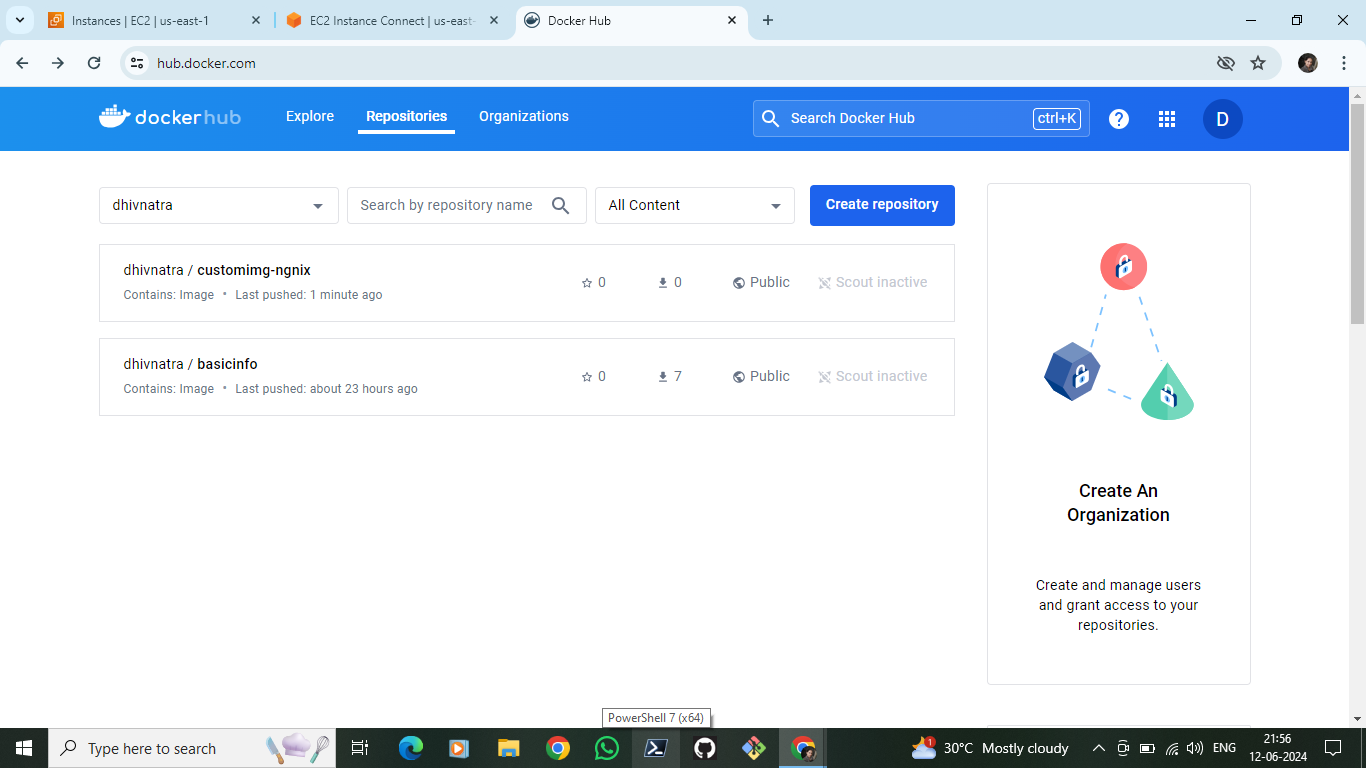 Instances | EC2 | us-east-1
EC2 Instance Connect | us-east-
Docker Hub
hub.docker.com
dockerhub
Explore
Repositories
Organizations
Search Docker Hub
ctrl+K
?
D
dhivnatra
Search by repository name
All Content
Create repository
dhivnatra / customimg-ngnix
Contains: Image • Last pushed: 1 minute ago
0
0
Public
Scout inactive
dhivnatra / basicinfo
Contains: Image • Last pushed: about 23 hours ago
0
7
Public
Scout inactive
Create An
Organization
Create and manage users
and grant access to your
repositories.
PowerShell 7 (x64)
Type here to search
1
30°C Mostly cloudy
ENG
21:56
12-06-2024